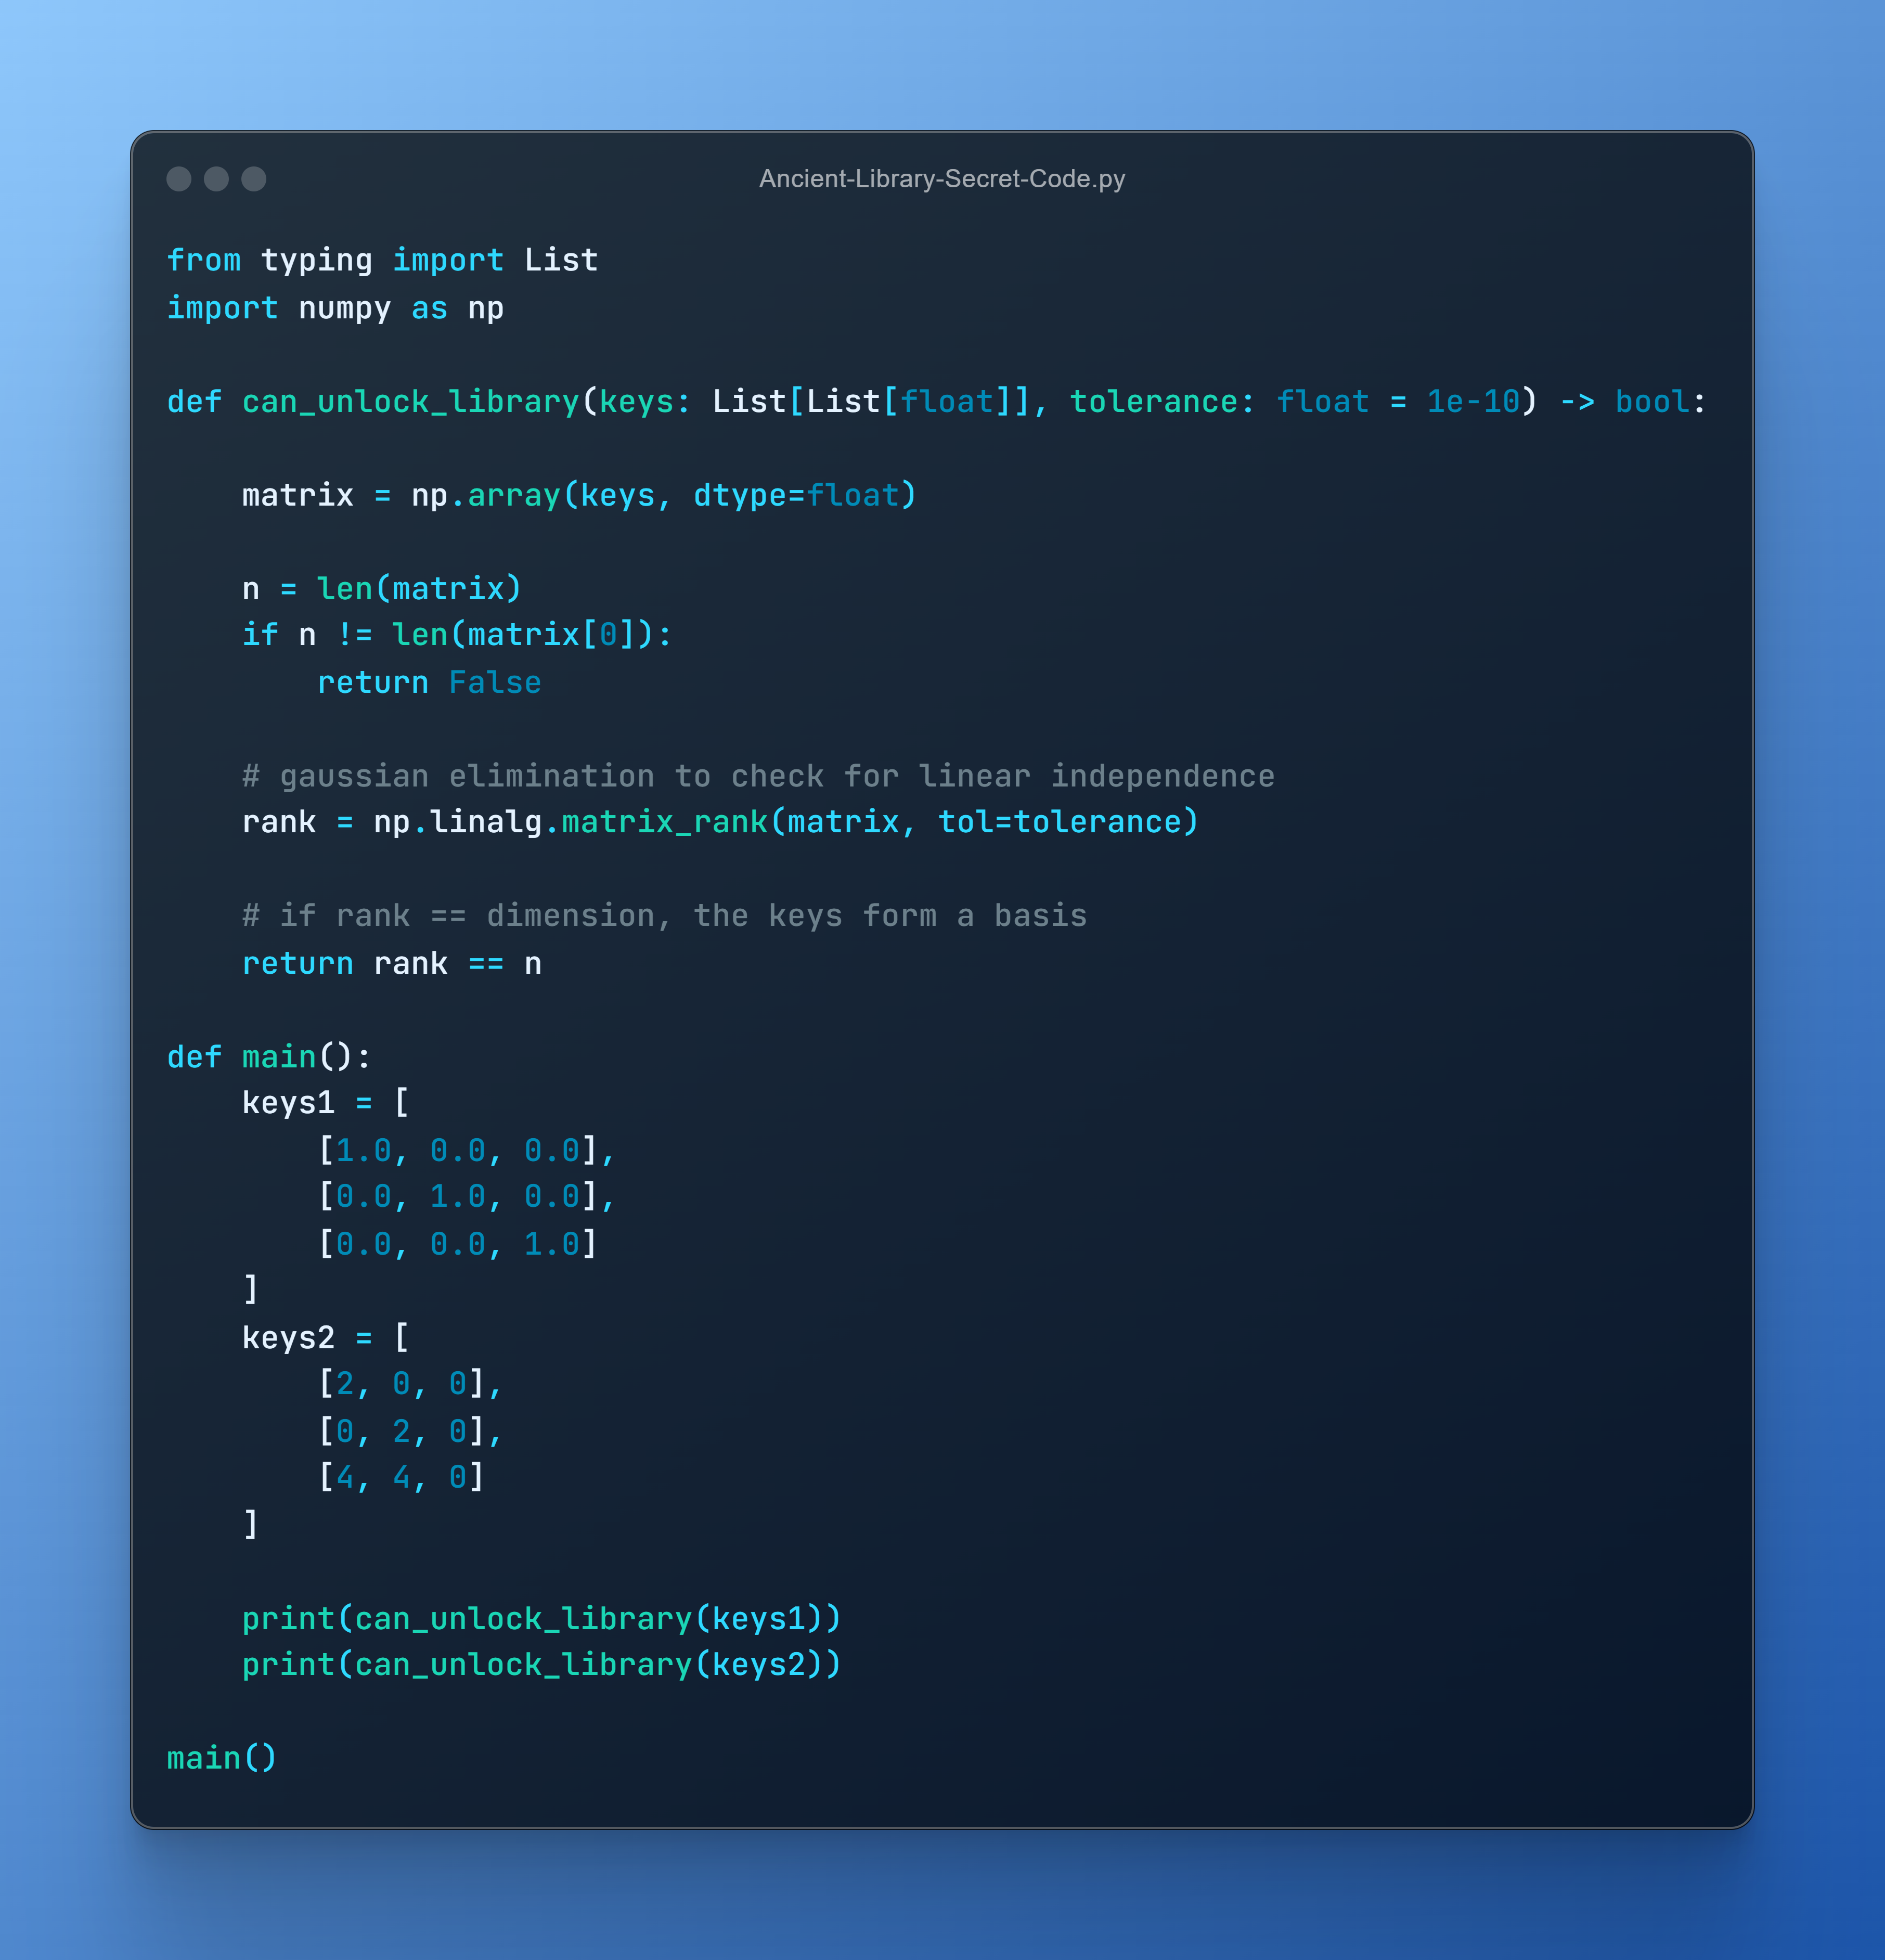 Ancient-Library-Secret-Code.py
from typing import List
import numpy as np
def can_unlock_library(keys: List[List[float]], tolerance: float = 1e-10) -> bool:
    matrix = np.array(keys, dtype=float)
    n = len(matrix)
    if n != len(matrix[0]):
        return False
    # gaussian elimination to check for linear independence
    rank = np.linalg.matrix_rank(matrix, tol=tolerance)
    # if rank == dimension, the keys form a basis
    return rank == n
def main():
    keys1 = [
        [1.0, 0.0, 0.0],
        [0.0, 1.0, 0.0],
        [0.0, 0.0, 1.0]
    ]
    keys2 = [
        [2, 0, 0],
        [0, 2, 0],
        [4, 4, 0]
    ]
    print(can_unlock_library(keys1))
    print(can_unlock_library(keys2))
main()